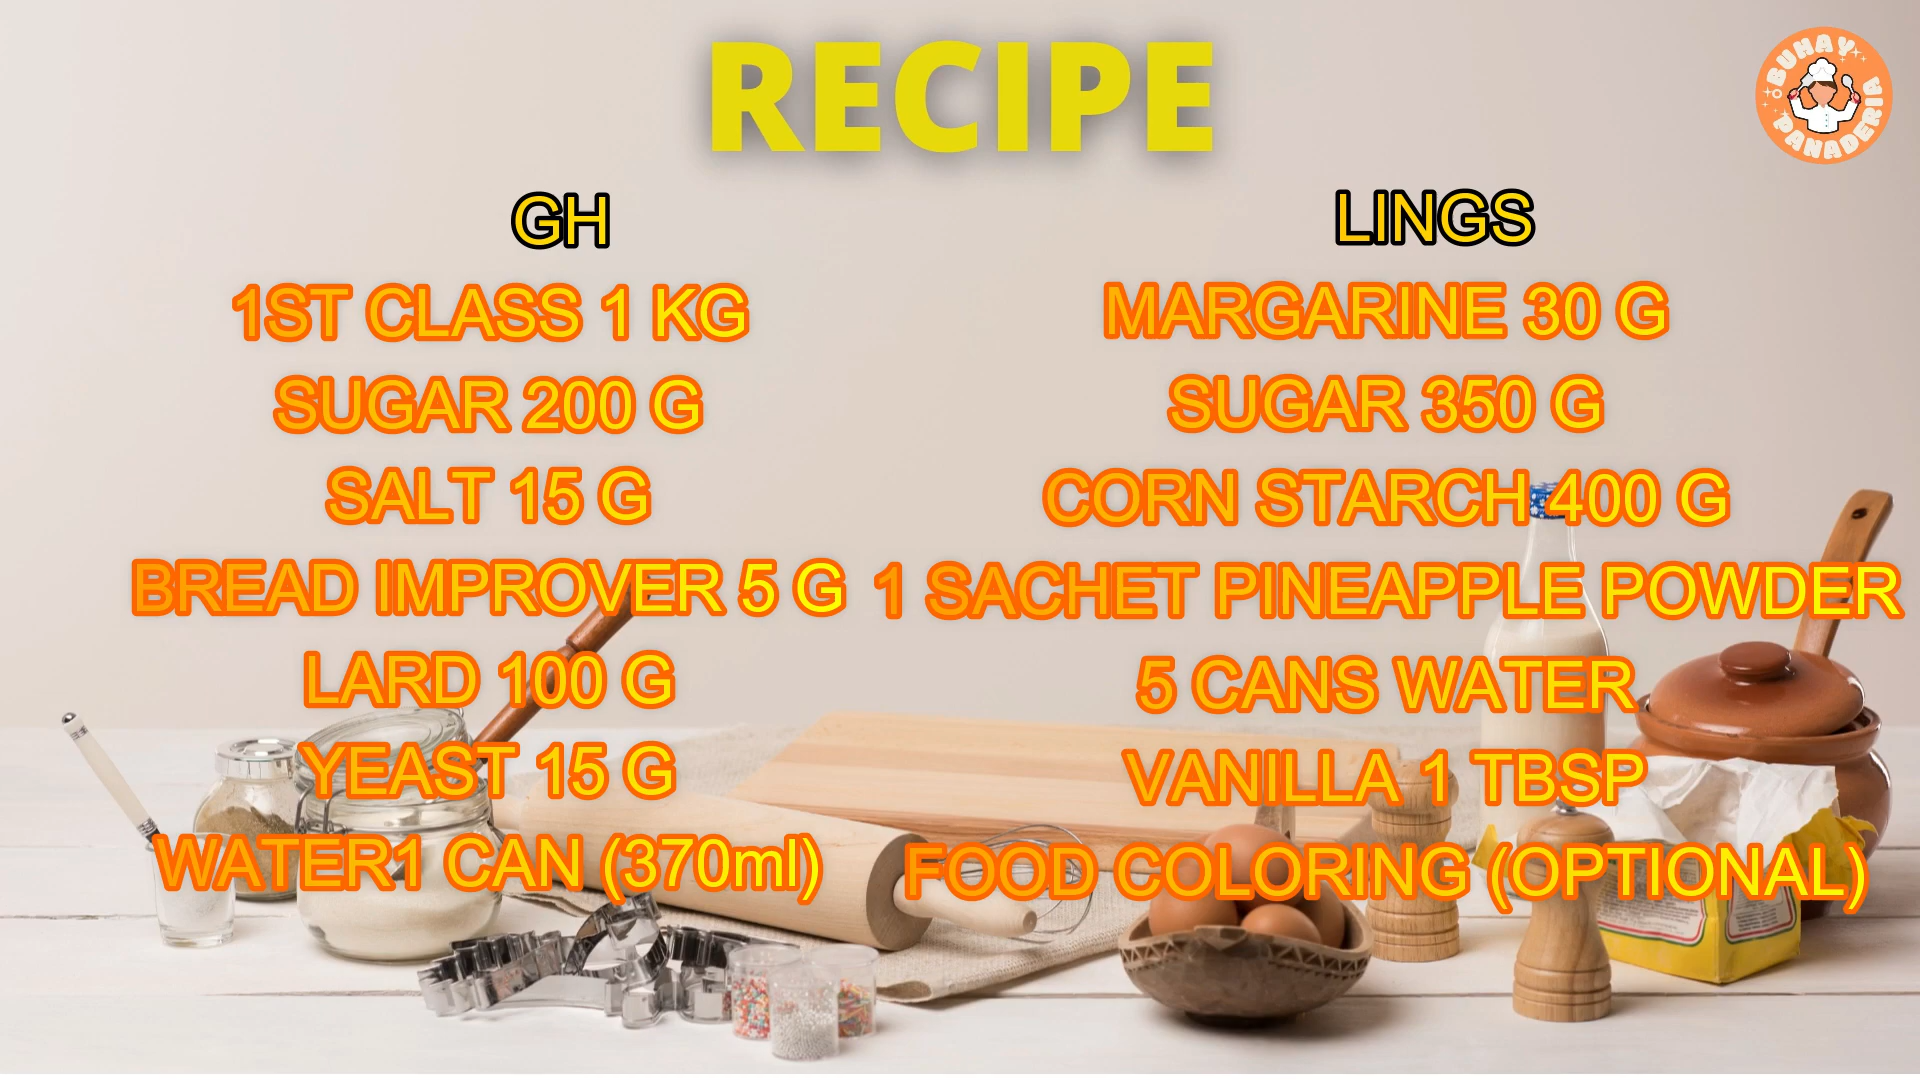 RECIPE
BUHAY
PANADERIA
GH
1ST CLASS 1 KG
SUGAR 200 G
SALT 15 G
BREAD IMPROVER 5 G
LARD 100 G
YEAST 15 G
WATER1 CAN (370ml)
LINGS
MARGARINE 30 G
SUGAR 350 G
CORN STARCH 400 G
1 SACHET PINEAPPLE POWDER
5 CANS WATER
VANILLA 1 TBSP
FOOD COLORING (OPTIONAL)